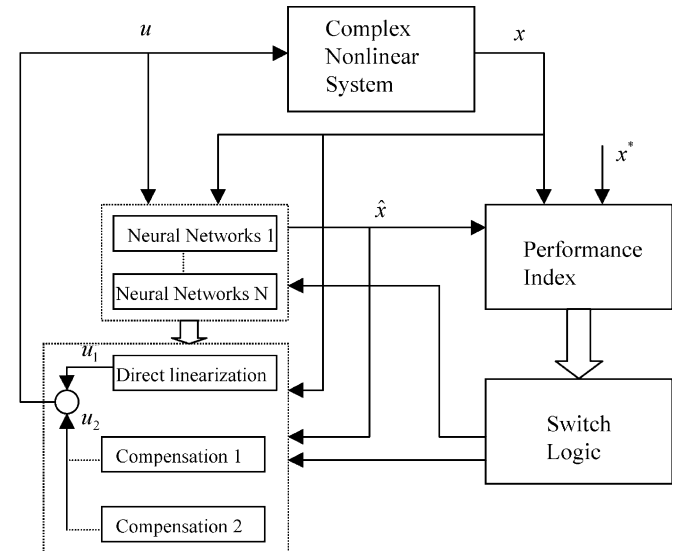 u
Complex
Nonlinear
System
x
x*
x̂
Neural Networks 1
Neural Networks N
Performance
Index
u₁
Direct linearization
u₂
Compensation 1
Compensation 2
Switch
Logic